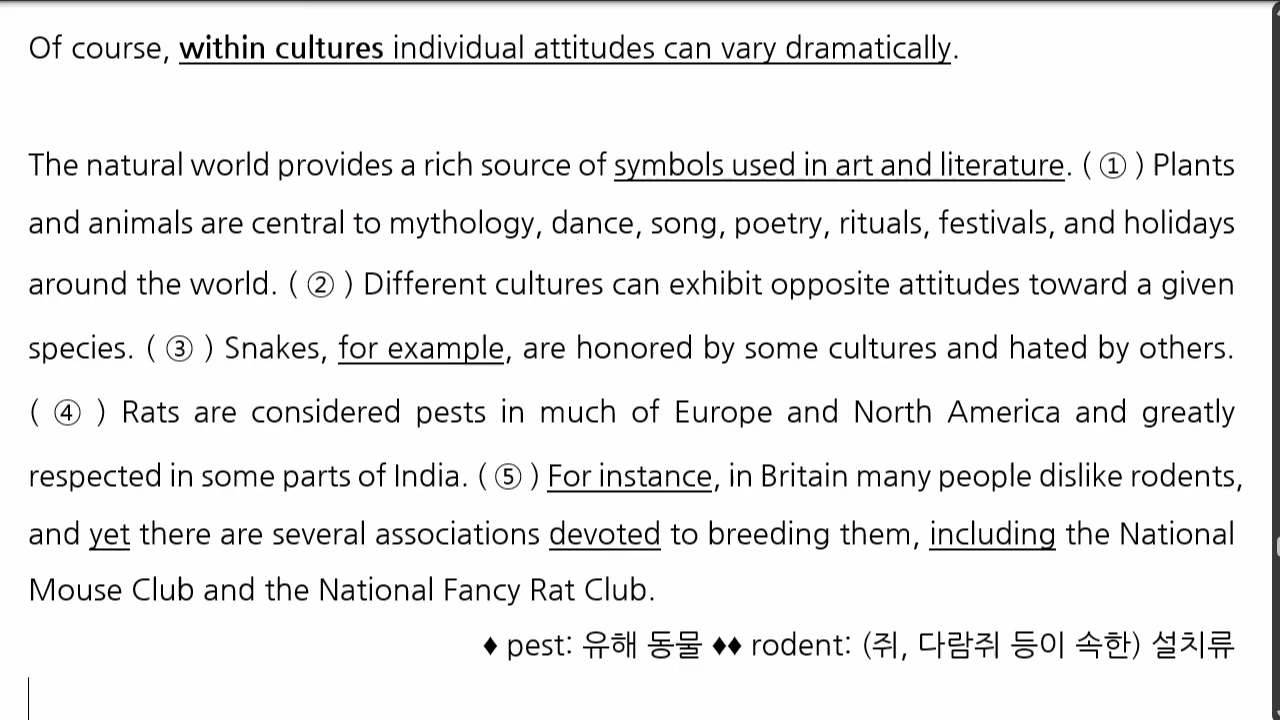 Of course, within cultures individual attitudes can vary dramatically.
The natural world provides a rich source of symbols used in art and literature. ( ① ) Plants
and animals are central to mythology, dance, song, poetry, rituals, festivals, and holidays
around the world. ( ② ) Different cultures can exhibit opposite attitudes toward a given
species. ( ③ ) Snakes, for example, are honored by some cultures and hated by others.
( ④ ) Rats are considered pests in much of Europe and North America and greatly
respected in some parts of India. ( ⑤ ) For instance, in Britain many people dislike rodents,
and yet there are several associations devoted to breeding them, including the National
Mouse Club and the National Fancy Rat Club.
♦ pest: 유해 동물 ♦♦ rodent: (쥐, 다람쥐 등이 속한) 설치류